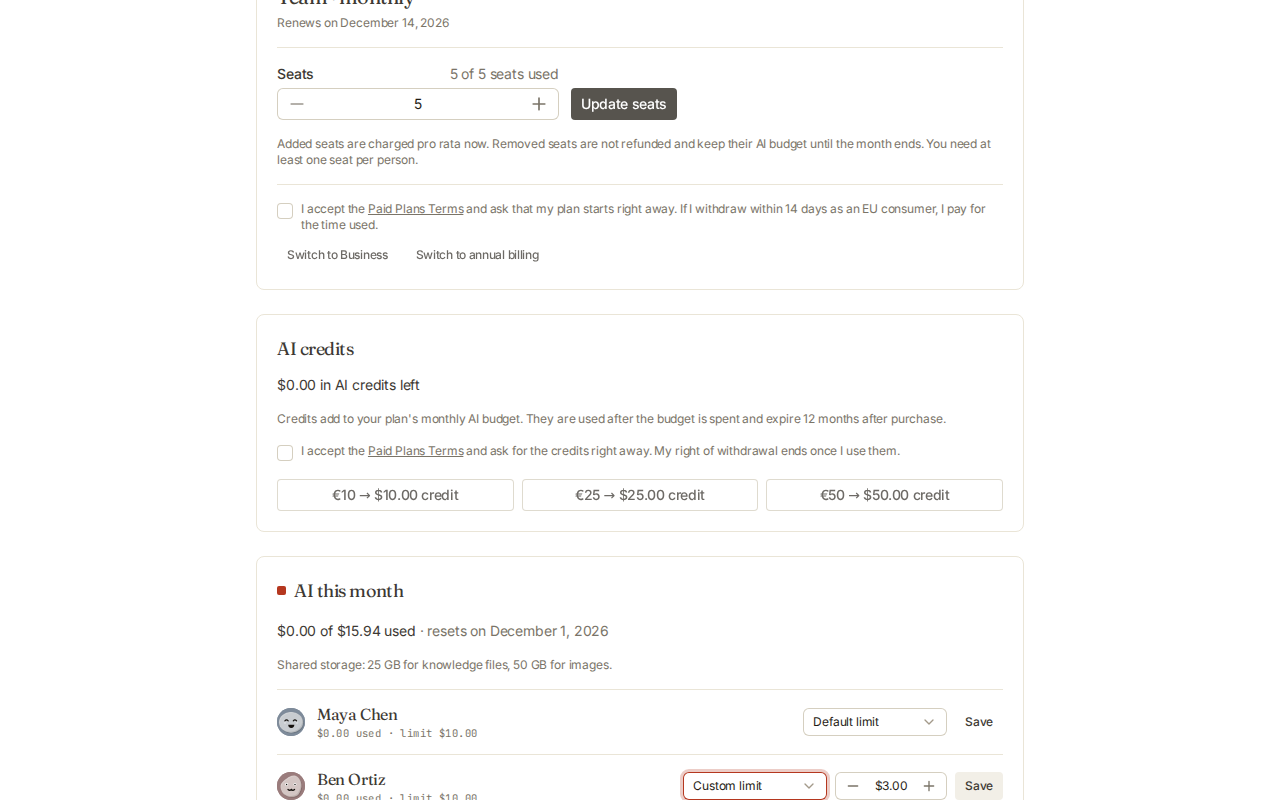 Team · monthly
Renews on December 14, 2026
Seats
5 of 5 seats used
5
Update seats
Added seats are charged pro rata now. Removed seats are not refunded and keep their AI budget until the month ends. You need at
least one seat per person.
I accept the Paid Plans Terms and ask that my plan starts right away. If I withdraw within 14 days as an EU consumer, I pay for
the time used.
Switch to Business
Switch to annual billing
AI credits
$0.00 in AI credits left
Credits add to your plan's monthly AI budget. They are used after the budget is spent and expire 12 months after purchase.
I accept the Paid Plans Terms and ask for the credits right away. My right of withdrawal ends once I use them.
€10 → $10.00 credit
€25 → $25.00 credit
€50 → $50.00 credit
AI this month
$0.00 of $15.94 used · resets on December 1, 2026
Shared storage: 25 GB for knowledge files, 50 GB for images.
Maya Chen
$0.00 used · limit $10.00
Default limit
Save
Ben Ortiz
$0.00 used · limit $10.00
Custom limit
$3.00
Save